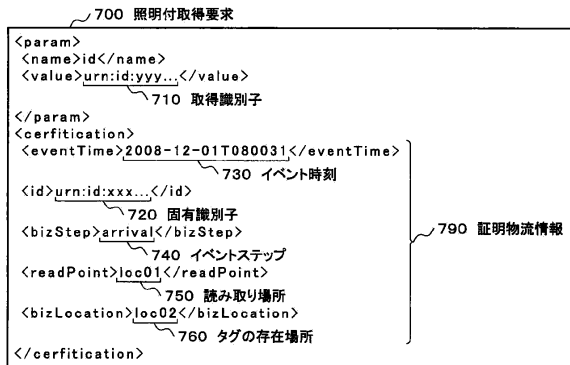 700 照明付取得要求
<param>
<name>id</name>
<value>urn:id:yyy...</value>
710 取得識別子
</param>
<cerfitication>
<eventTime>2008-12-01T080031</eventTime>
730 イベント時刻
<id>urn:id:xxx...</id>
720 固有識別子
790 証明物流情報
<bizStep>arrival</bizStep>
740 イベントステップ
<readPoint>loc01</readPoint>
750 読み取り場所
<bizLocation>loc02</bizLocation>
760 タグの存在場所
</cerfitication>